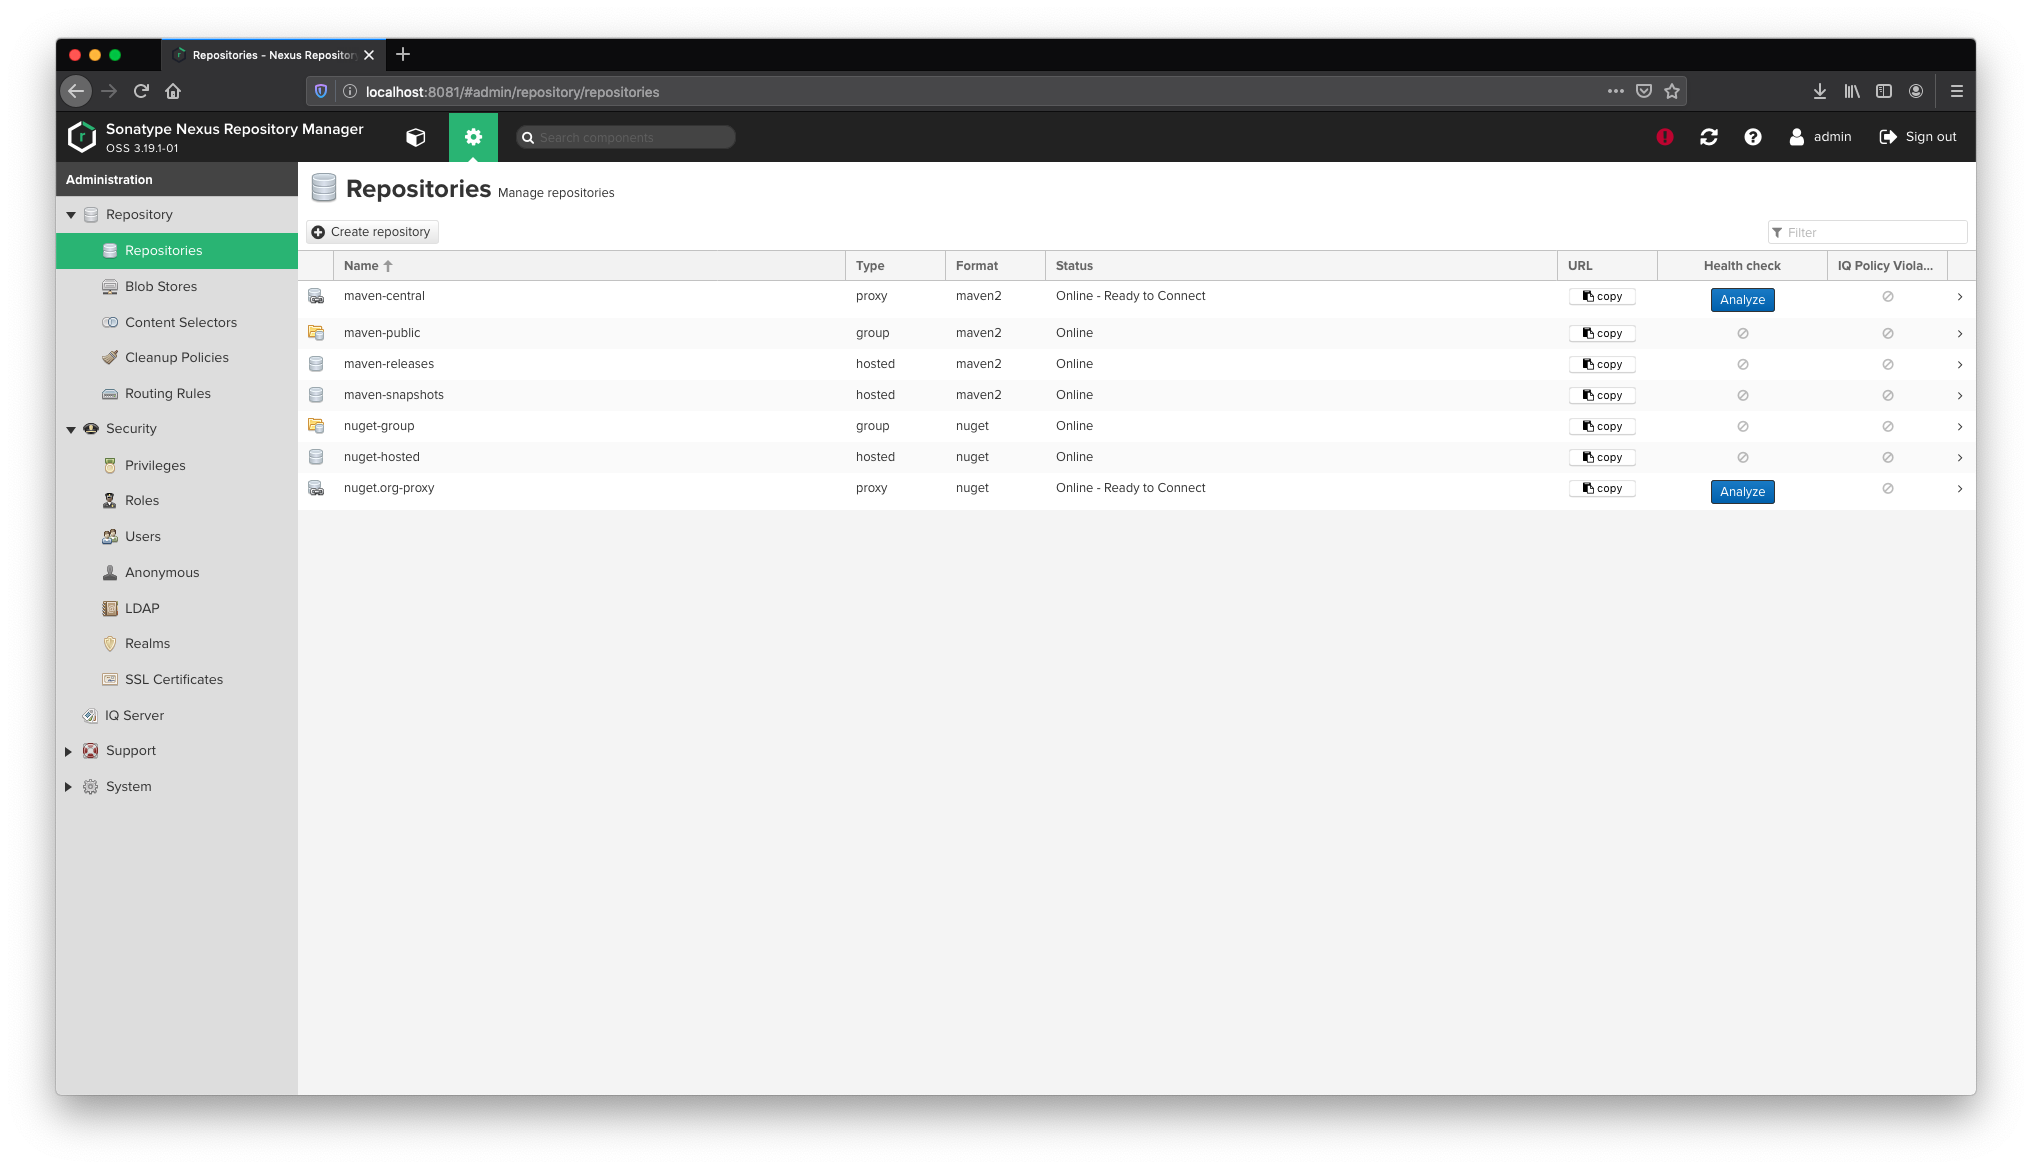 Repositories - Nexus Repository
localhost:8081/#admin/repository/repositories
Sonatype Nexus Repository Manager
OSS 3.19.1-01
Search components
admin
Sign out
Administration
Repository
Repositories
Blob Stores
Content Selectors
Cleanup Policies
Routing Rules
Security
Privileges
Roles
Users
Anonymous
LDAP
Realms
SSL Certificates
IQ Server
Support
System
Repositories Manage repositories
Create repository
Filter
Name Type Format Status URL Health check IQ Policy Viola...
maven-central proxy maven2 Online - Ready to Connect copy Analyze
maven-public group maven2 Online copy
maven-releases hosted maven2 Online copy
maven-snapshots hosted maven2 Online copy
nuget-group group nuget Online copy
nuget-hosted hosted nuget Online copy
nuget.org-proxy proxy nuget Online - Ready to Connect copy Analyze